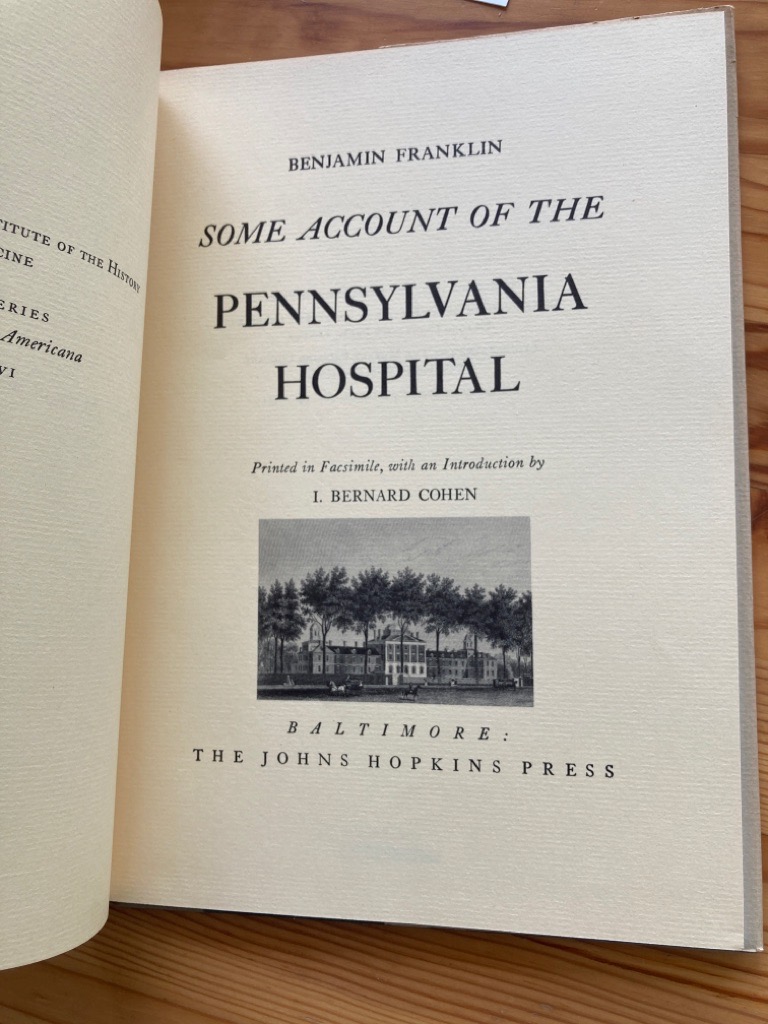 TITUTE OF THE HISTORY
CINE
ERIES
Americana
VI
BENJAMIN FRANKLIN
SOME ACCOUNT OF THE
PENNSYLVANIA
HOSPITAL
Printed in Facsimile, with an Introduction by
I. BERNARD COHEN
BALTIMORE:
THE JOHNS HOPKINS PRESS